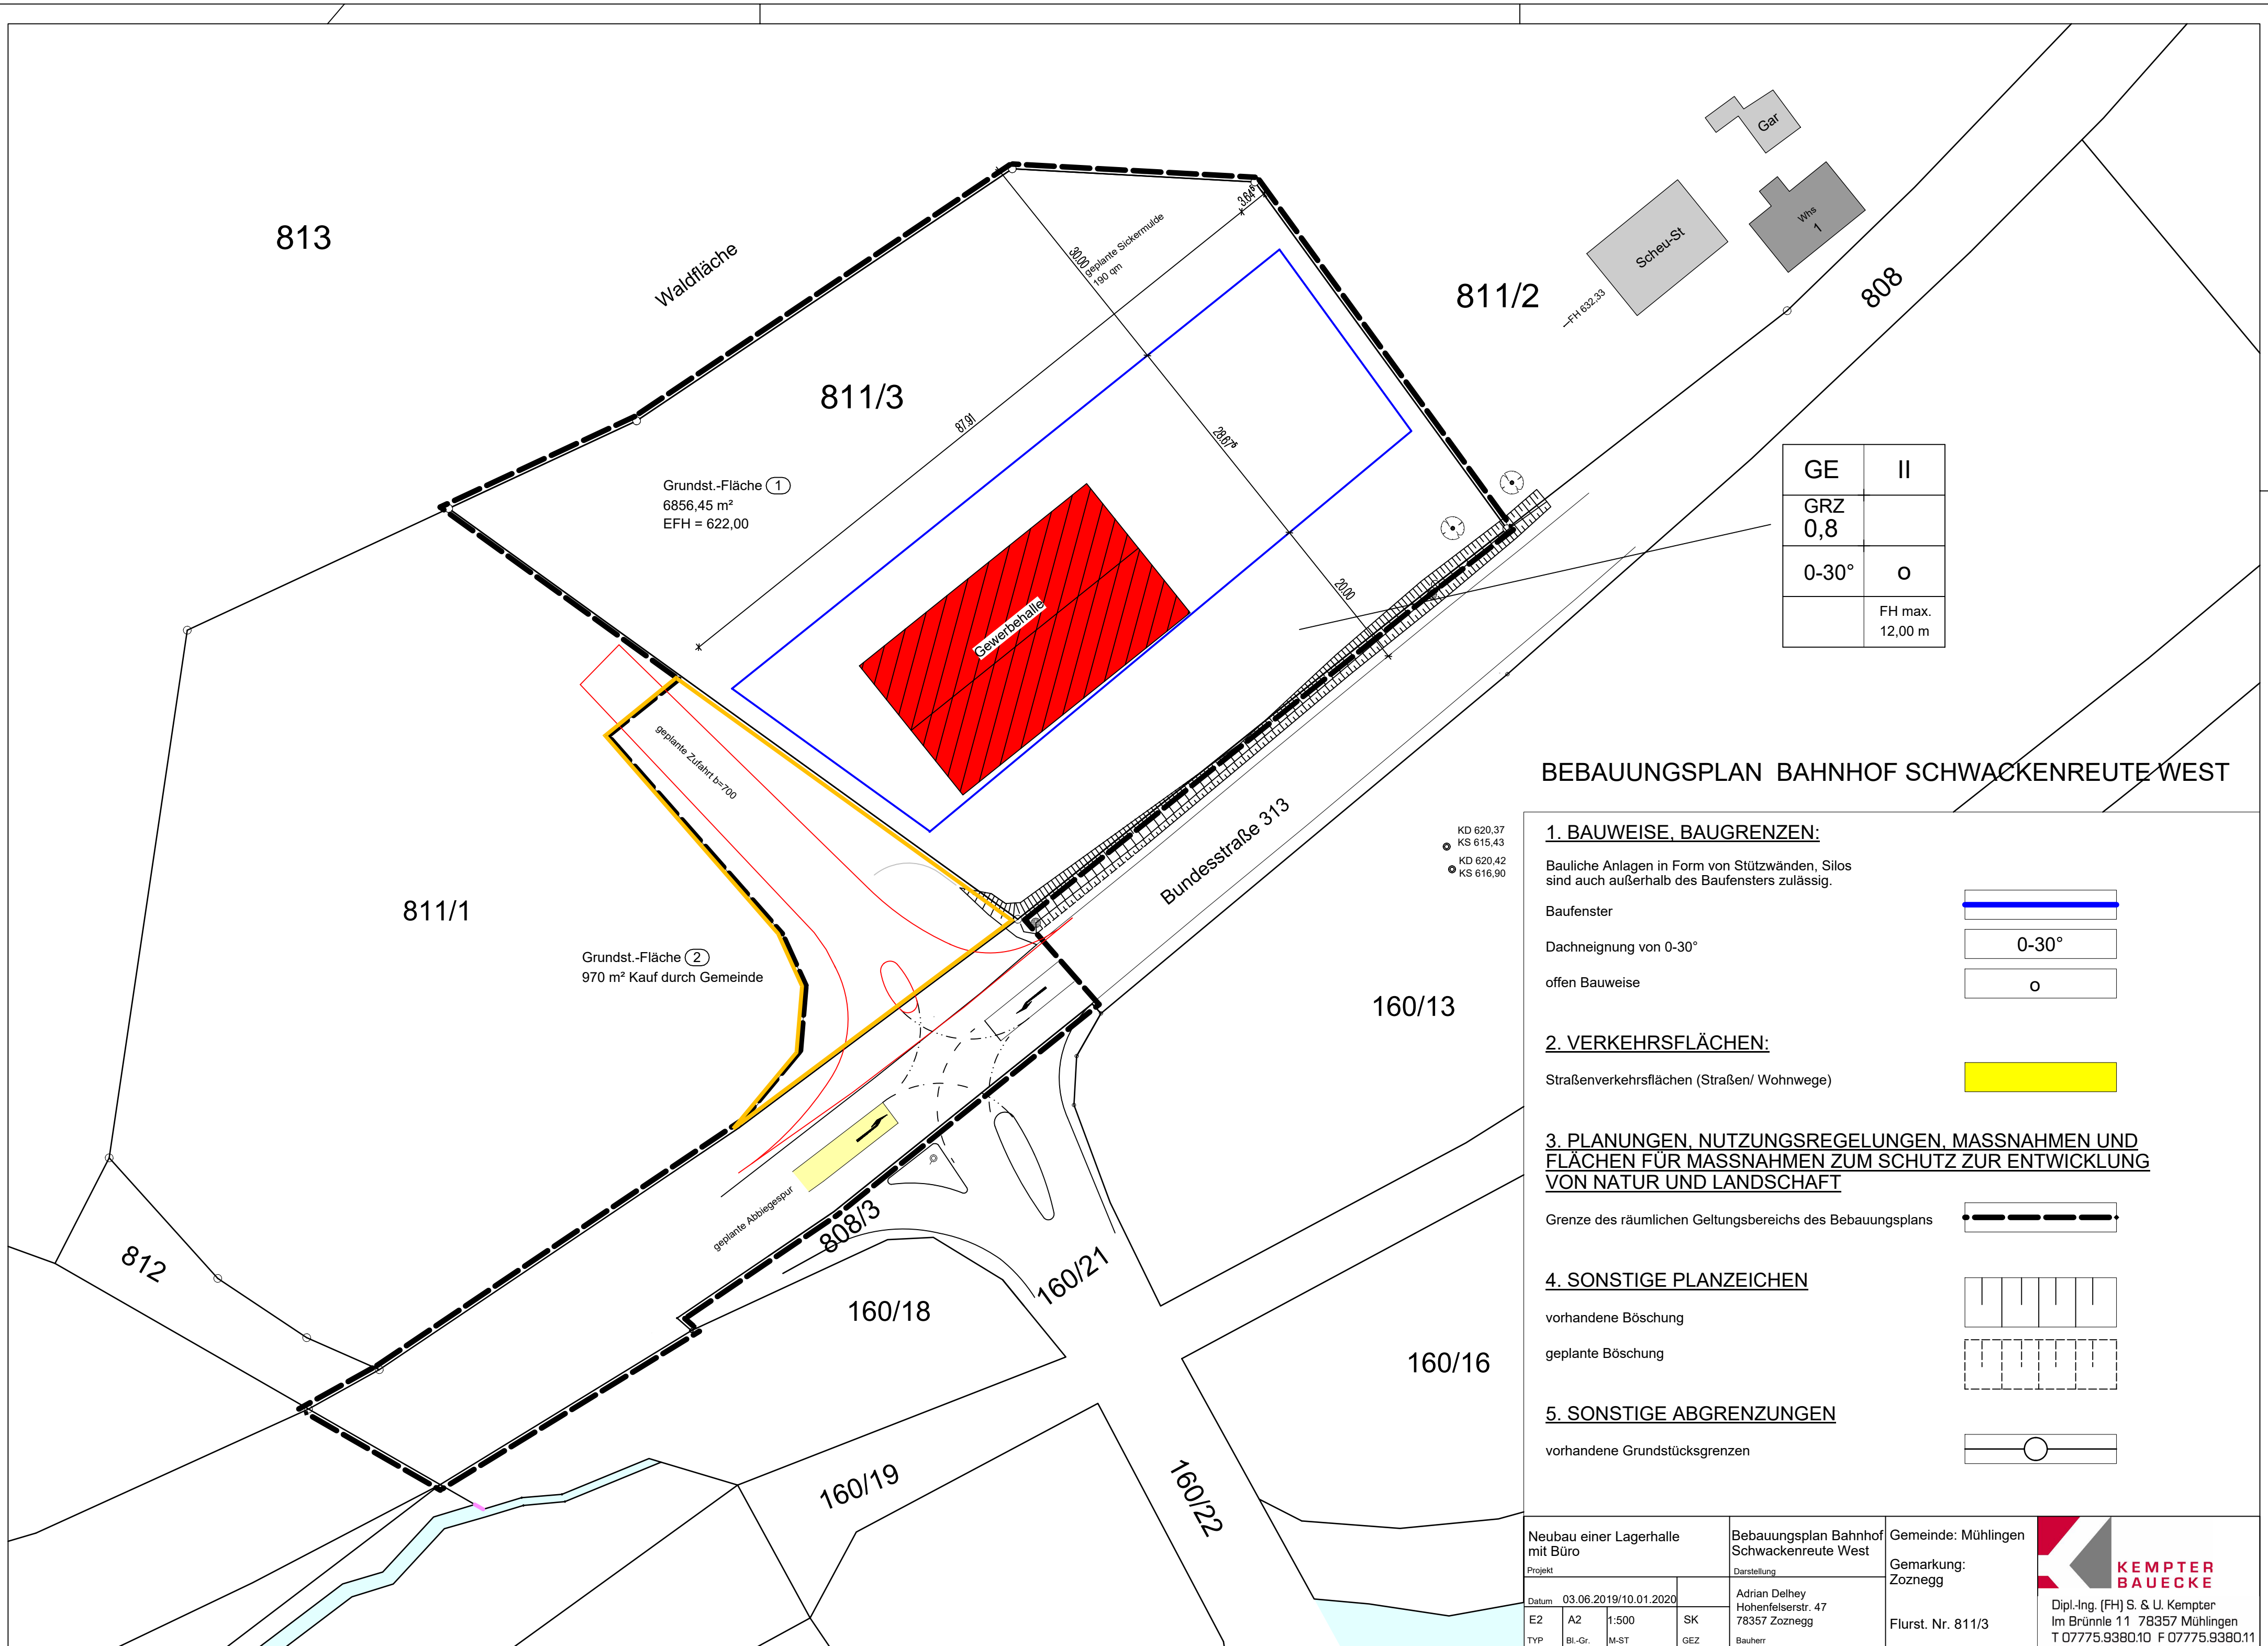 813
Waldfläche
811/3
Grundst.-Fläche 1
6856,45 m²
EFH = 622,00
87.91
30.00
geplante Sickermulde
190 qm
3.64⁵
28.67⁵
20.00
Gewerbehalle
811/2
Gar
Whs
1
Scheu-St
FH 632,33
808
GE II
GRZ
0,8
0-30° o
FH max.
12,00 m
geplante Zufahrt b=700
811/1
Grundst.-Fläche 2
970 m² Kauf durch Gemeinde
Bundesstraße 313
KD 620,37
KS 615,43
KD 620,42
KS 616,90
160/13
geplante Abbiegespur
808/3
812
160/18
160/21
160/16
160/19
160/22
BEBAUUNGSPLAN BAHNHOF SCHWACKENREUTE WEST
1. BAUWEISE, BAUGRENZEN:
Bauliche Anlagen in Form von Stützwänden, Silos
sind auch außerhalb des Baufensters zulässig.
Baufenster
Dachneignung von 0-30°
0-30°
offen Bauweise
o
2. VERKEHRSFLÄCHEN:
Straßenverkehrsflächen (Straßen/ Wohnwege)
3. PLANUNGEN, NUTZUNGSREGELUNGEN, MASSNAHMEN UND
FLÄCHEN FÜR MASSNAHMEN ZUM SCHUTZ ZUR ENTWICKLUNG
VON NATUR UND LANDSCHAFT
Grenze des räumlichen Geltungsbereichs des Bebauungsplans
4. SONSTIGE PLANZEICHEN
vorhandene Böschung
geplante Böschung
5. SONSTIGE ABGRENZUNGEN
vorhandene Grundstücksgrenzen
Neubau einer Lagerhalle
mit Büro
Projekt
Datum 03.06.2019/10.01.2020
E2 A2 1:500 SK
TYP Bl.-Gr. M-ST GEZ
Bebauungsplan Bahnhof
Schwackenreute West
Darstellung
Adrian Delhey
Hohenfelserstr. 47
78357 Zoznegg
Bauherr
Gemeinde: Mühlingen
Gemarkung:
Zoznegg
Flurst. Nr. 811/3
KEMPTER
BAUECKE
Dipl.-Ing. (FH) S. & U. Kempter
Im Brünnle 11 78357 Mühlingen
T 07775.9380.10 F 07775.9380.11